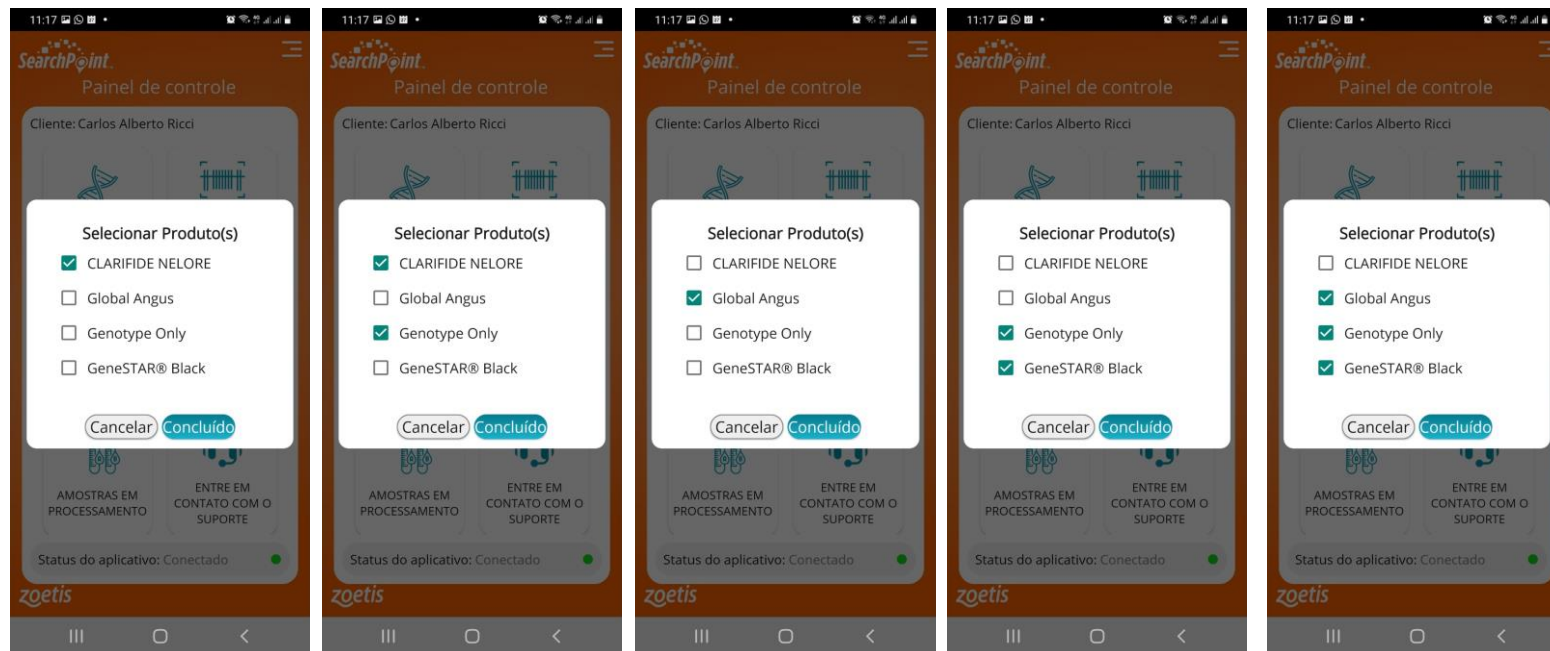 11:17
SearchPoint
Painel de controle
Cliente: Carlos Alberto Ricci
Selecionar Produto(s)
CLARIFIDE NELORE
Global Angus
Genotype Only
GeneSTAR® Black
Cancelar Concluído
AMOSTRAS EM
PROCESSAMENTO
ENTRE EM
CONTATO COM O
SUPORTE
Status do aplicativo: Conectado
zoetis
11:17
SearchPoint
Painel de controle
Cliente: Carlos Alberto Ricci
Selecionar Produto(s)
CLARIFIDE NELORE
Global Angus
Genotype Only
GeneSTAR® Black
Cancelar Concluído
AMOSTRAS EM
PROCESSAMENTO
ENTRE EM
CONTATO COM O
SUPORTE
Status do aplicativo: Conectado
zoetis
11:17
SearchPoint
Painel de controle
Cliente: Carlos Alberto Ricci
Selecionar Produto(s)
CLARIFIDE NELORE
Global Angus
Genotype Only
GeneSTAR® Black
Cancelar Concluído
AMOSTRAS EM
PROCESSAMENTO
ENTRE EM
CONTATO COM O
SUPORTE
Status do aplicativo: Conectado
zoetis
11:17
SearchPoint
Painel de controle
Cliente: Carlos Alberto Ricci
Selecionar Produto(s)
CLARIFIDE NELORE
Global Angus
Genotype Only
GeneSTAR® Black
Cancelar Concluído
AMOSTRAS EM
PROCESSAMENTO
ENTRE EM
CONTATO COM O
SUPORTE
Status do aplicativo: Conectado
zoetis
11:17
SearchPoint
Painel de controle
Cliente: Carlos Alberto Ricci
Selecionar Produto(s)
CLARIFIDE NELORE
Global Angus
Genotype Only
GeneSTAR® Black
Cancelar Concluído
AMOSTRAS EM
PROCESSAMENTO
ENTRE EM
CONTATO COM O
SUPORTE
Status do aplicativo: Conectado
zoetis